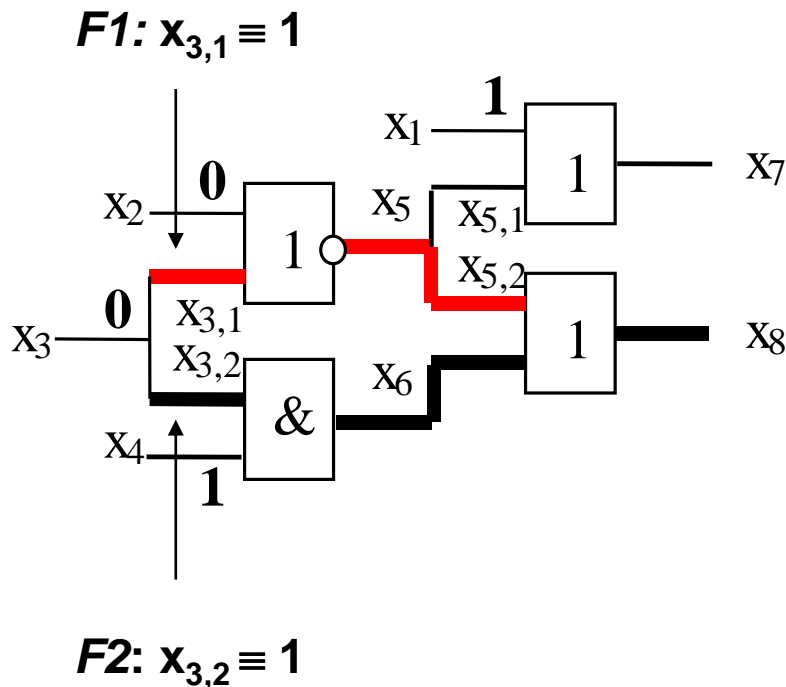 F1: x3,1 ≡ 1
1
x1
x7
0
x2
x5
1
x5,1
1
x5,2
0
x3,1
x3
1
x8
x3,2
x6
&
x4
1
F2: x3,2 ≡ 1